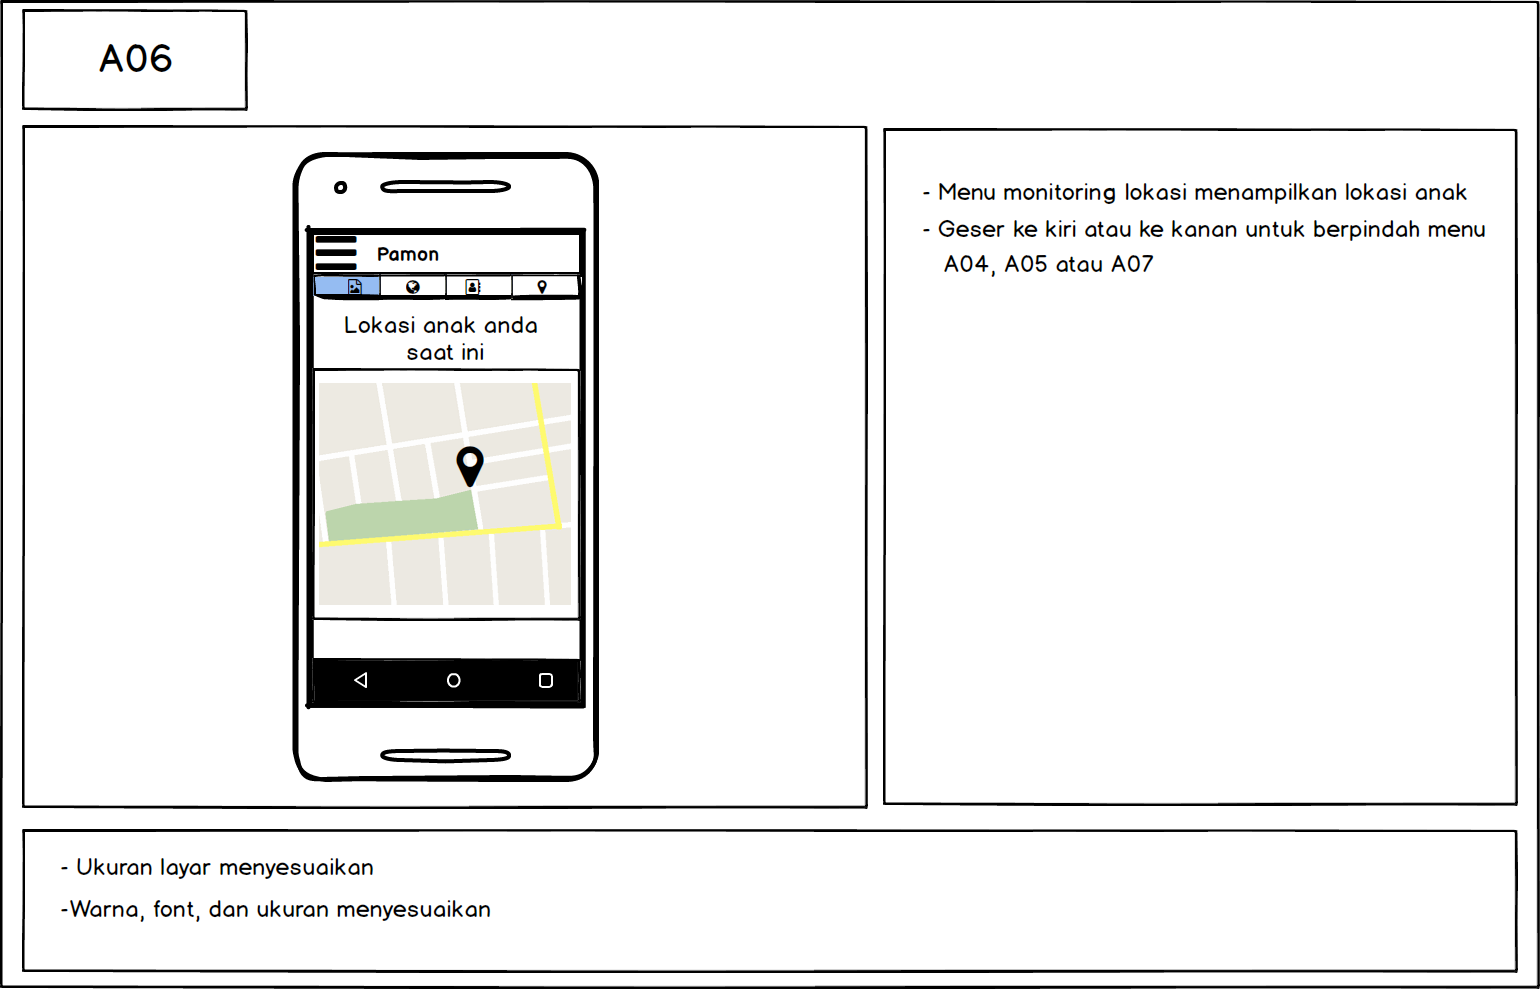 A06
Pamon
Lokasi anak anda
saat ini
- Menu monitoring lokasi menampilkan lokasi anak
- Geser ke kiri atau ke kanan untuk berpindah menu
A04, A05 atau A07
- Ukuran layar menyesuaikan
-Warna, font, dan ukuran menyesuaikan